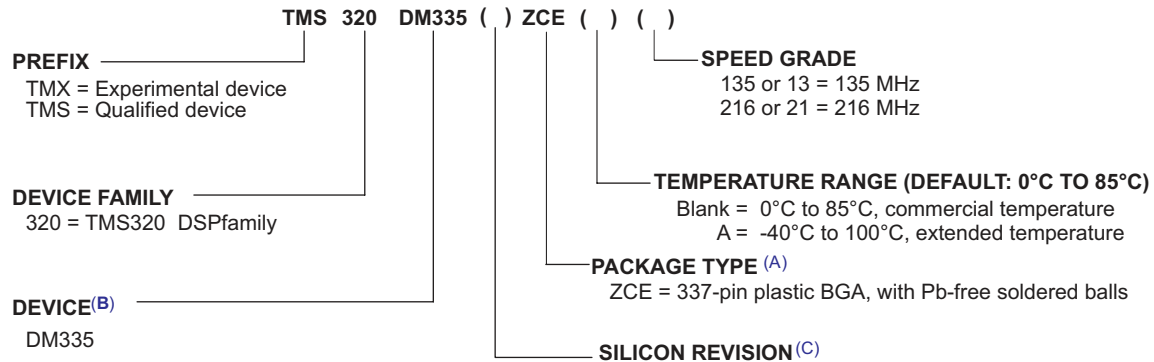 TMS 320 DM335 ( ) ZCE ( ) ( )
PREFIX
TMX = Experimental device
TMS = Qualified device
SPEED GRADE
135 or 13 = 135 MHz
216 or 21 = 216 MHz
DEVICE FAMILY
320 = TMS320 DSPfamily
TEMPERATURE RANGE (DEFAULT: 0°C TO 85°C)
Blank = 0°C to 85°C, commercial temperature
A = -40°C to 100°C, extended temperature
PACKAGE TYPE (A)
ZCE = 337-pin plastic BGA, with Pb-free soldered balls
DEVICE(B)
DM335
SILICON REVISION(C)